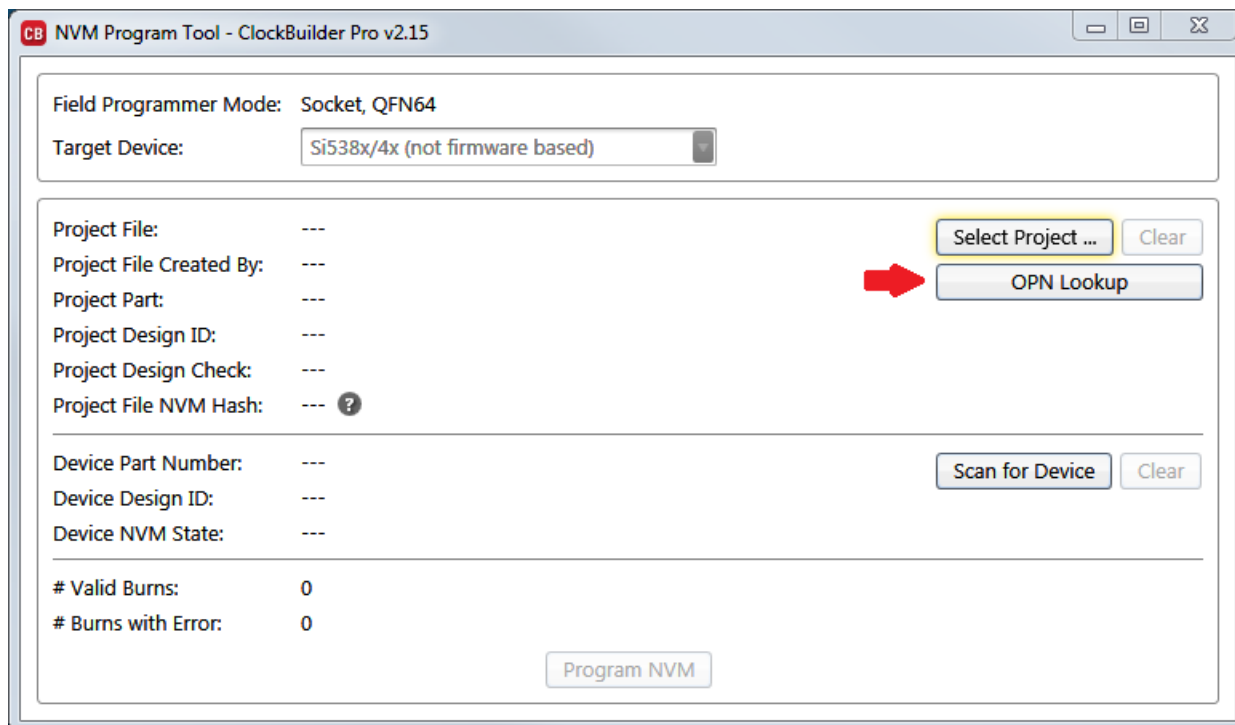 CB NVM Program Tool - ClockBuilder Pro v2.15
Field Programmer Mode: Socket, QFN64
Target Device: Si538x/4x (not firmware based)
Project File: --- Select Project ... Clear
Project File Created By: ---
OPN Lookup
Project Part: ---
Project Design ID: ---
Project Design Check: ---
Project File NVM Hash: --- ?
Device Part Number: --- Scan for Device Clear
Device Design ID: ---
Device NVM State: ---
# Valid Burns: 0
# Burns with Error: 0
Program NVM